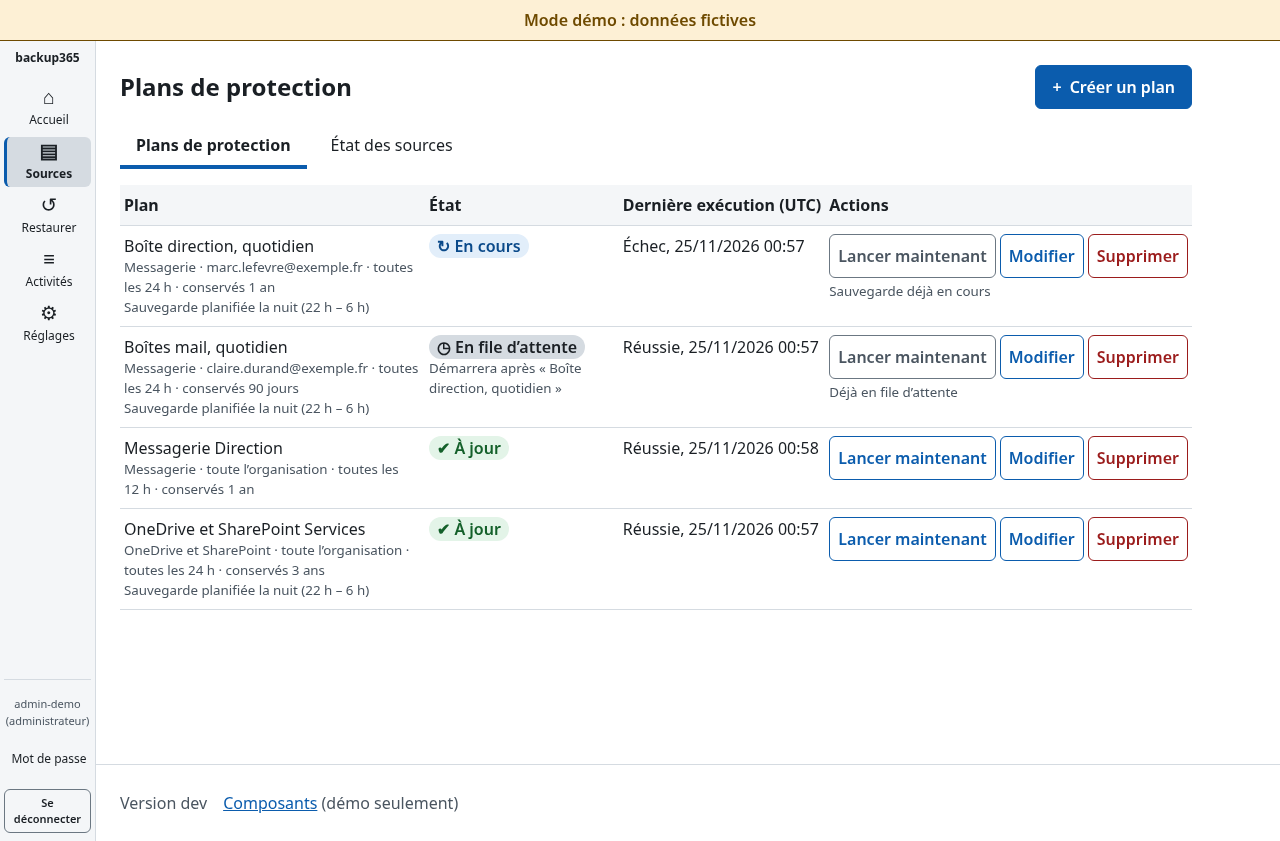 Mode démo : données fictives
backup365
Accueil
Sources
Restaurer
Activités
Réglages
admin-demo
(administrateur)
Mot de passe
Se
déconnecter
Plans de protection
+ Créer un plan
Plans de protection
État des sources
Plan État Dernière exécution (UTC) Actions
Boîte direction, quotidien
Messagerie · marc.lefevre@exemple.fr · toutes
les 24 h · conservés 1 an
Sauvegarde planifiée la nuit (22 h – 6 h)
↻ En cours
Échec, 25/11/2026 00:57
Lancer maintenant Modifier Supprimer
Sauvegarde déjà en cours
Boîtes mail, quotidien
Messagerie · claire.durand@exemple.fr · toutes
les 24 h · conservés 90 jours
Sauvegarde planifiée la nuit (22 h – 6 h)
◷ En file d’attente
Démarrera après « Boîte
direction, quotidien »
Réussie, 25/11/2026 00:57
Lancer maintenant Modifier Supprimer
Déjà en file d’attente
Messagerie Direction
Messagerie · toute l’organisation · toutes les
12 h · conservés 1 an
✔ À jour
Réussie, 25/11/2026 00:58
Lancer maintenant Modifier Supprimer
OneDrive et SharePoint Services
OneDrive et SharePoint · toute l’organisation ·
toutes les 24 h · conservés 3 ans
Sauvegarde planifiée la nuit (22 h – 6 h)
✔ À jour
Réussie, 25/11/2026 00:57
Lancer maintenant Modifier Supprimer
Version dev Composants (démo seulement)